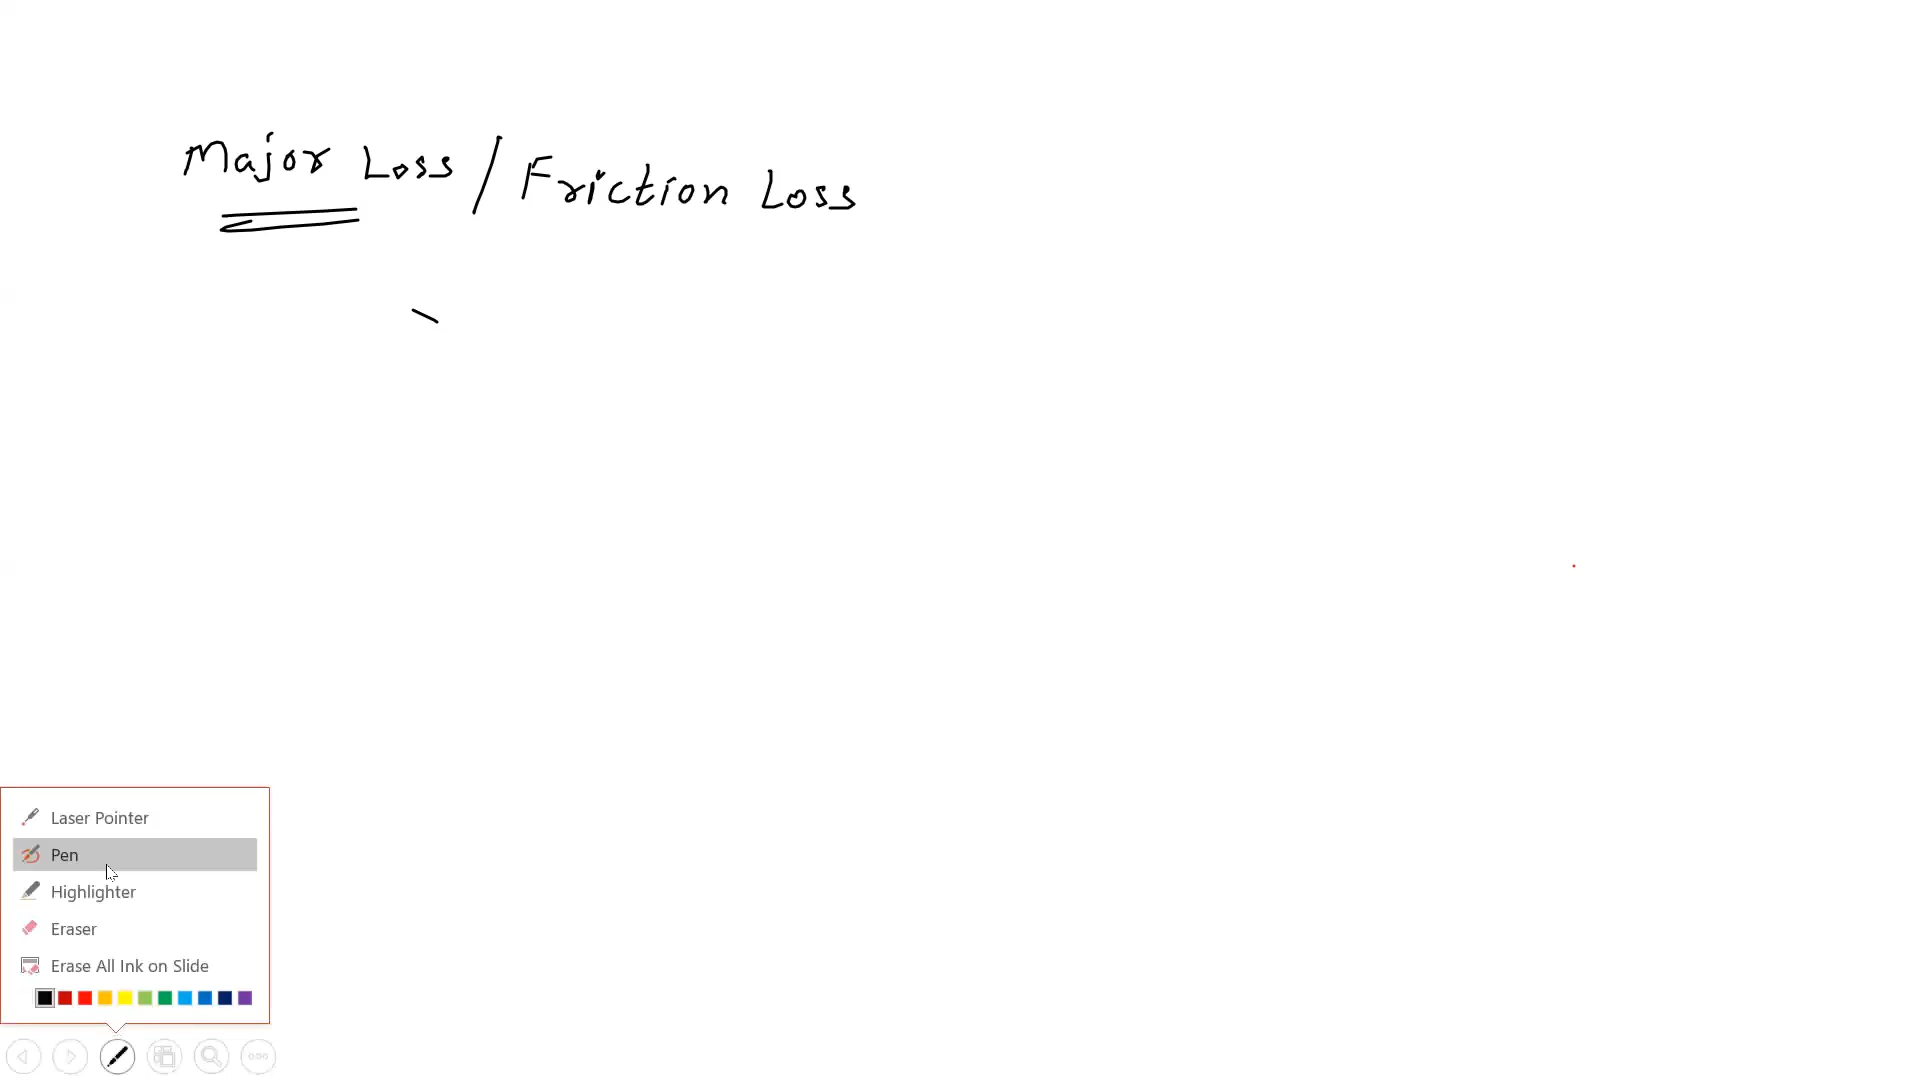 Major Loss / Friction Loss
Laser Pointer
Pen
Highlighter
Eraser
Erase All Ink on Slide